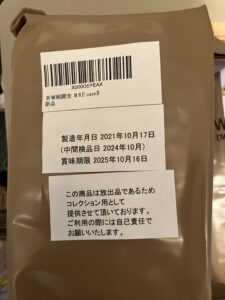 X000OSYEAX
米軍戦闘食 MRE caseB
新品
製造年月日 2021年10月17日
(中間検品日 2024年10月)
賞味期限 2025年10月16日
この商品は放出品であるため
コレクション用として
提供させて頂いております。
ご利用の際には自己責任で
お願いいたします。